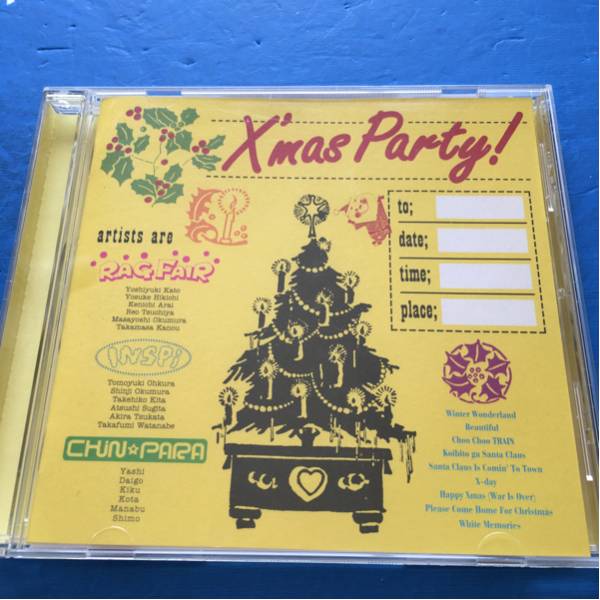 X'mas Party!
to;
date;
time;
place;
artists are
RAG FAIR
Yoshiyuki Kato
Yosuke Hikichi
Kenichi Arai
Reo Tsuchiya
Masayoshi Okumura
Takamasa Kanou
INSPi
Tomoyuki Ohkura
Shinji Okumura
Takehiko Kita
Atsushi Sugita
Akira Tsukata
Takafumi Watanabe
CHIN☆PARA
Yashi
Daigo
Kiku
Kota
Manabu
Shimo
Winter Wonderland
Beautiful
Choo Choo TRAIN
Koibito ga Santa Claus
Santa Claus Is Comin' To Town
X-day
Happy Xmas (War Is Over)
Please Come Home For Christmas
White Memories